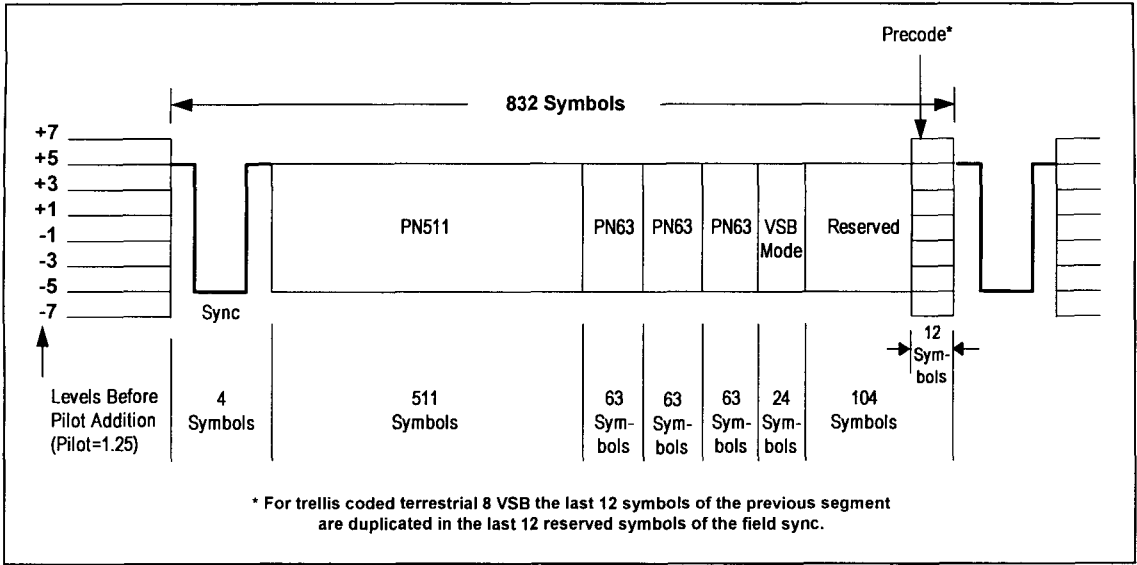 Precode*
832 Symbols
+7
+5
+3
+1
-1
-3
-5
-7
PN511
PN63
PN63
PN63
VSB
Mode
Reserved
Sync
12
Sym-
bols
Levels Before
Pilot Addition
(Pilot=1.25)
4
Symbols
511
Symbols
63
Sym-
bols
63
Sym-
bols
63
Sym-
bols
24
Sym-
bols
104
Symbols
* For trellis coded terrestrial 8 VSB the last 12 symbols of the previous segment
are duplicated in the last 12 reserved symbols of the field sync.